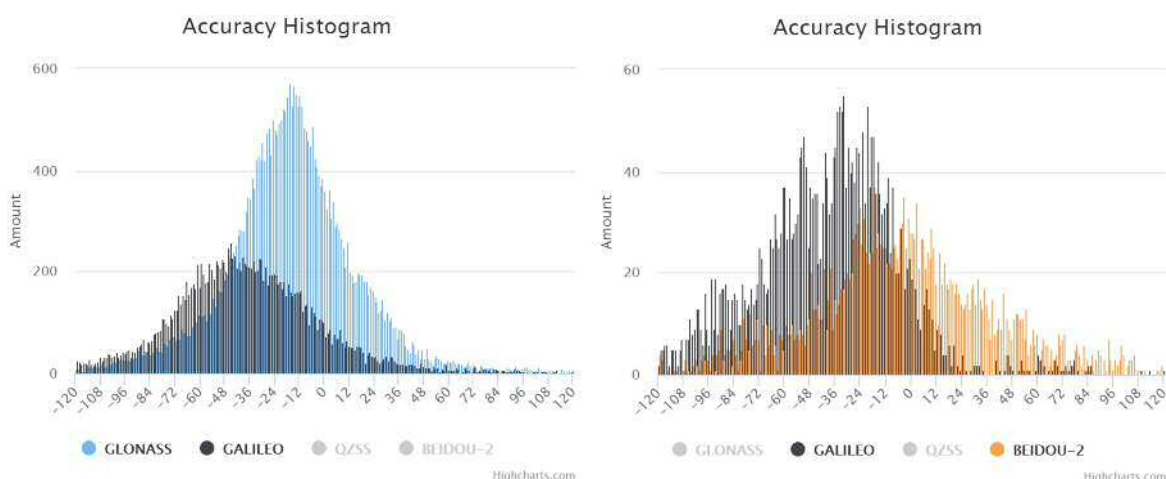 Accuracy Histogram
600
400
200
0
Amount
-120 -108 -96 -84 -72 -60 -48 -36 -24 -12 0 12 24 36 48 60 72 84 96 108 120
GLONASS GALILEO QZSS BEIDOU-2
Highcharts.com
Accuracy Histogram
60
40
20
0
Amount
-120 -108 -96 -84 -72 -60 -48 -36 -24 -12 0 12 24 36 48 60 72 84 96 108 120
GLONASS GALILEO QZSS BEIDOU-2
Highcharts.com